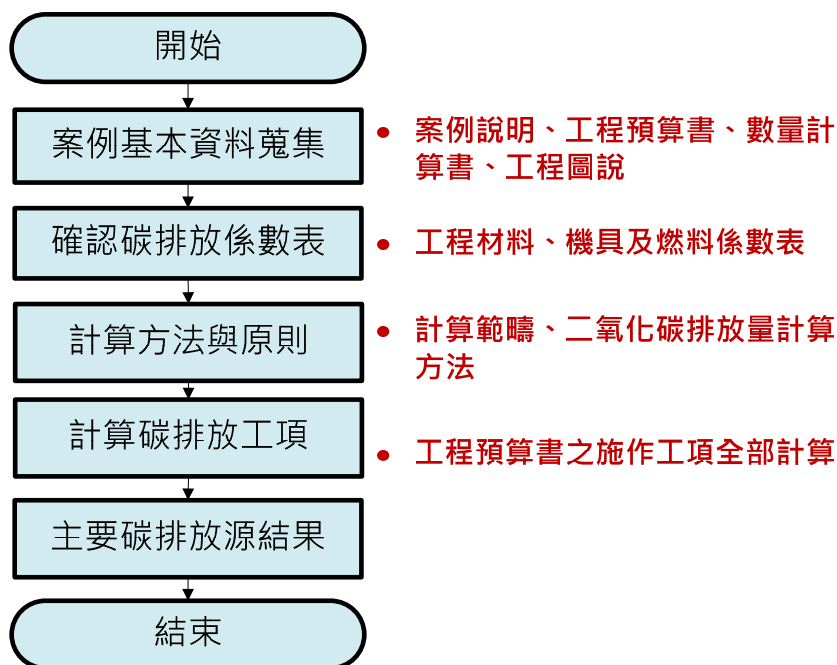 開始
案例基本資料蒐集
• 案例說明、工程預算書、數量計
算書、工程圖說
確認碳排放係數表
• 工程材料、機具及燃料係數表
計算方法與原則
• 計算範疇、二氧化碳排放量計算
方法
計算碳排放工項
• 工程預算書之施作工項全部計算
主要碳排放源結果
結束